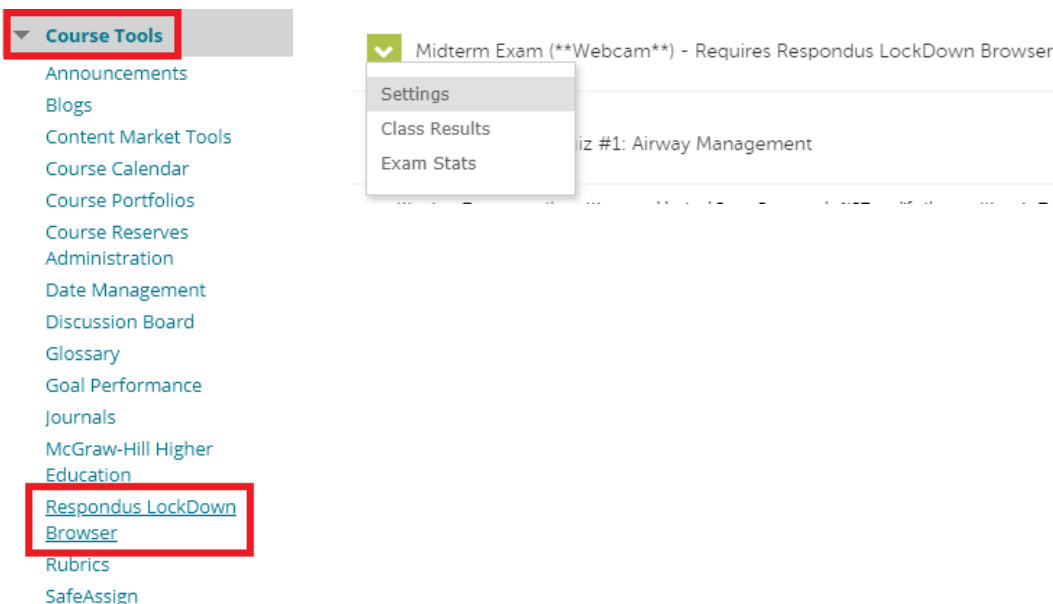 Course Tools
Announcements
Blogs
Content Market Tools
Course Calendar
Course Portfolios
Course Reserves
Administration
Date Management
Discussion Board
Glossary
Goal Performance
Journals
McGraw-Hill Higher
Education
Respondus LockDown
Browser
Rubrics
SafeAssign
Midterm Exam (**Webcam**) - Requires Respondus LockDown Browser
Settings
Class Results
Exam Stats
#1: Airway Management